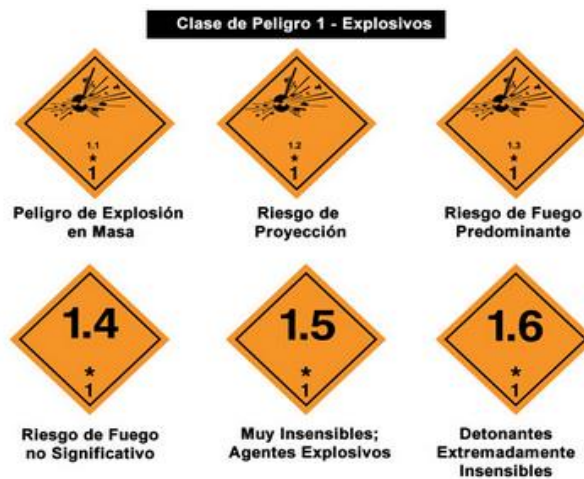 Clase de Peligro 1 - Explosivos
1.1
*
1
1.2
*
1
1.3
*
1
Peligro de Explosión
en Masa
Riesgo de
Proyección
Riesgo de Fuego
Predominante
1.4
*
1
1.5
*
1
1.6
*
1
Riesgo de Fuego
no Significativo
Muy Insensibles;
Agentes Explosivos
Detonantes
Extremadamente
Insensibles